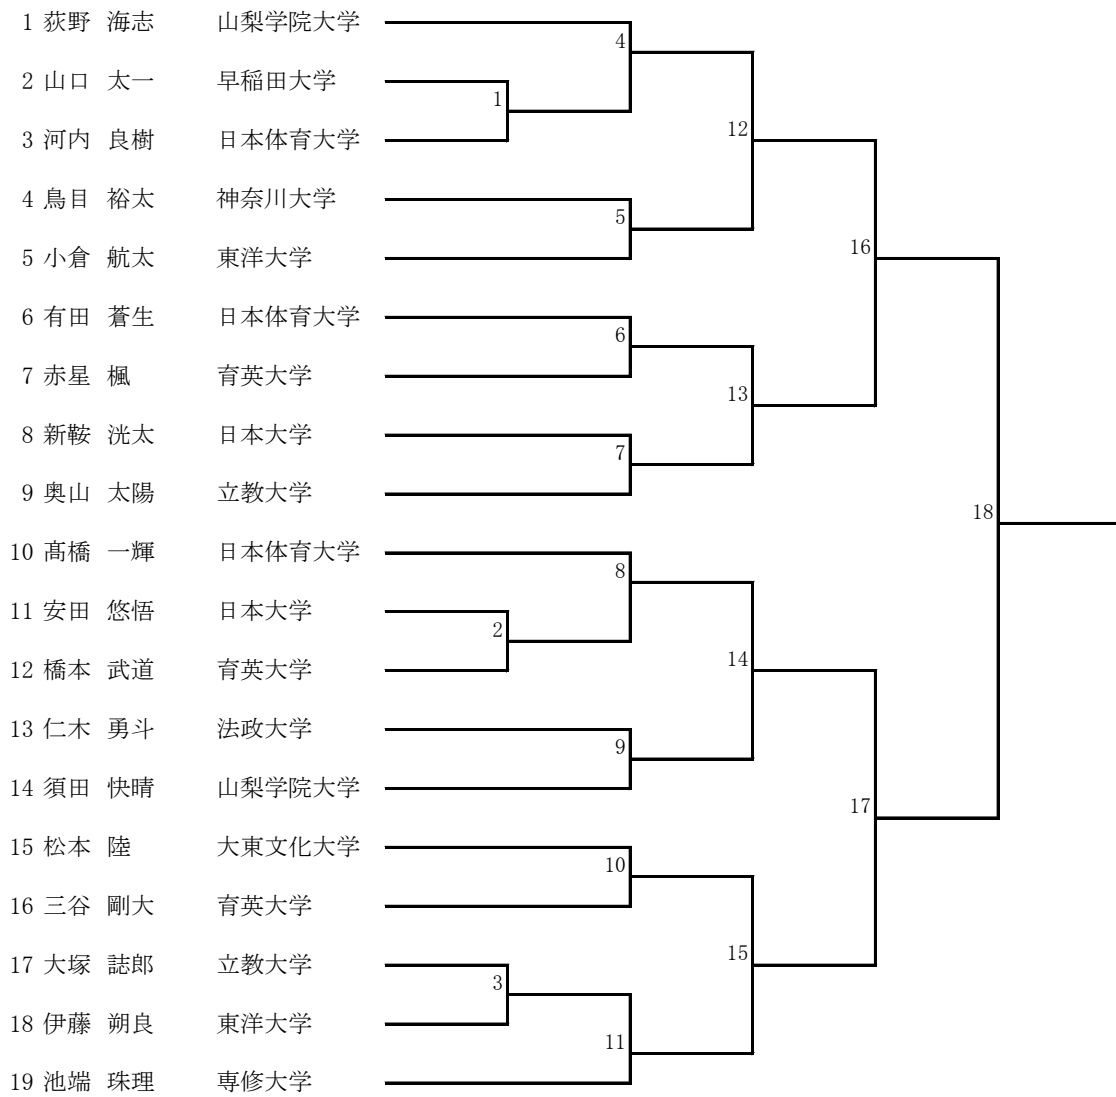 1 荻野 海志 山梨学院大学
4
2 山口 太一 早稲田大学
1
12
3 河内 良樹 日本体育大学
4 鳥目 裕太 神奈川大学
5
16
5 小倉 航太 東洋大学
6 有田 蒼生 日本体育大学
6
7 赤星 楓 育英大学
13
8 新鞍 洸太 日本大学
7
9 奥山 太陽 立教大学
18
10 髙橋 一輝 日本体育大学
8
11 安田 悠悟 日本大学
2
14
12 橋本 武道 育英大学
13 仁木 勇斗 法政大学
9
14 須田 快晴 山梨学院大学
17
15 松本 陸 大東文化大学
10
16 三谷 剛大 育英大学
15
17 大塚 誌郎 立教大学
3
18 伊藤 朔良 東洋大学
11
19 池端 珠理 専修大学